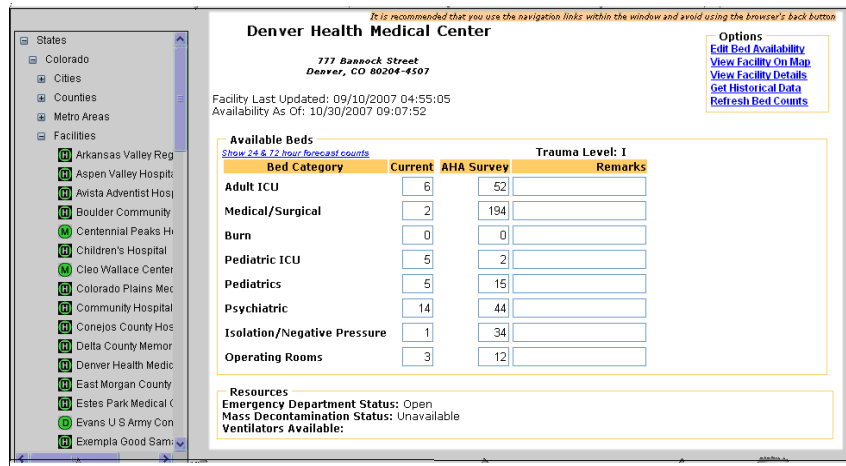 It is recommended that you use the navigation links within the window and avoid using the browser's back button
States
Colorado
Cities
Counties
Metro Areas
Facilities
Arkansas Valley Reg
Aspen Valley Hospita
Avista Adventist Hosp
Boulder Community
Centennial Peaks H
Children's Hospital
Cleo Wallace Center
Colorado Plains Med
Community Hospital
Conejos County Hos
Delta County Memor
Denver Health Medic
East Morgan County
Estes Park Medical C
Evans U S Army Com
Exempla Good Sama
Denver Health Medical Center
777 Bannock Street
Denver, CO 80204-4507
Options
Edit Bed Availability
View Facility On Map
View Facility Details
Get Historical Data
Refresh Bed Counts
Facility Last Updated: 09/10/2007 04:55:05
Availability As Of: 10/30/2007 09:07:52
Available Beds
Show 24 & 72 hour forecast counts Trauma Level: I
Bed Category Current AHA Survey Remarks
Adult ICU 6 52
Medical/Surgical 2 194
Burn 0 0
Pediatric ICU 5 2
Pediatrics 5 15
Psychiatric 14 44
Isolation/Negative Pressure 1 34
Operating Rooms 3 12
Resources
Emergency Department Status: Open
Mass Decontamination Status: Unavailable
Ventilators Available: